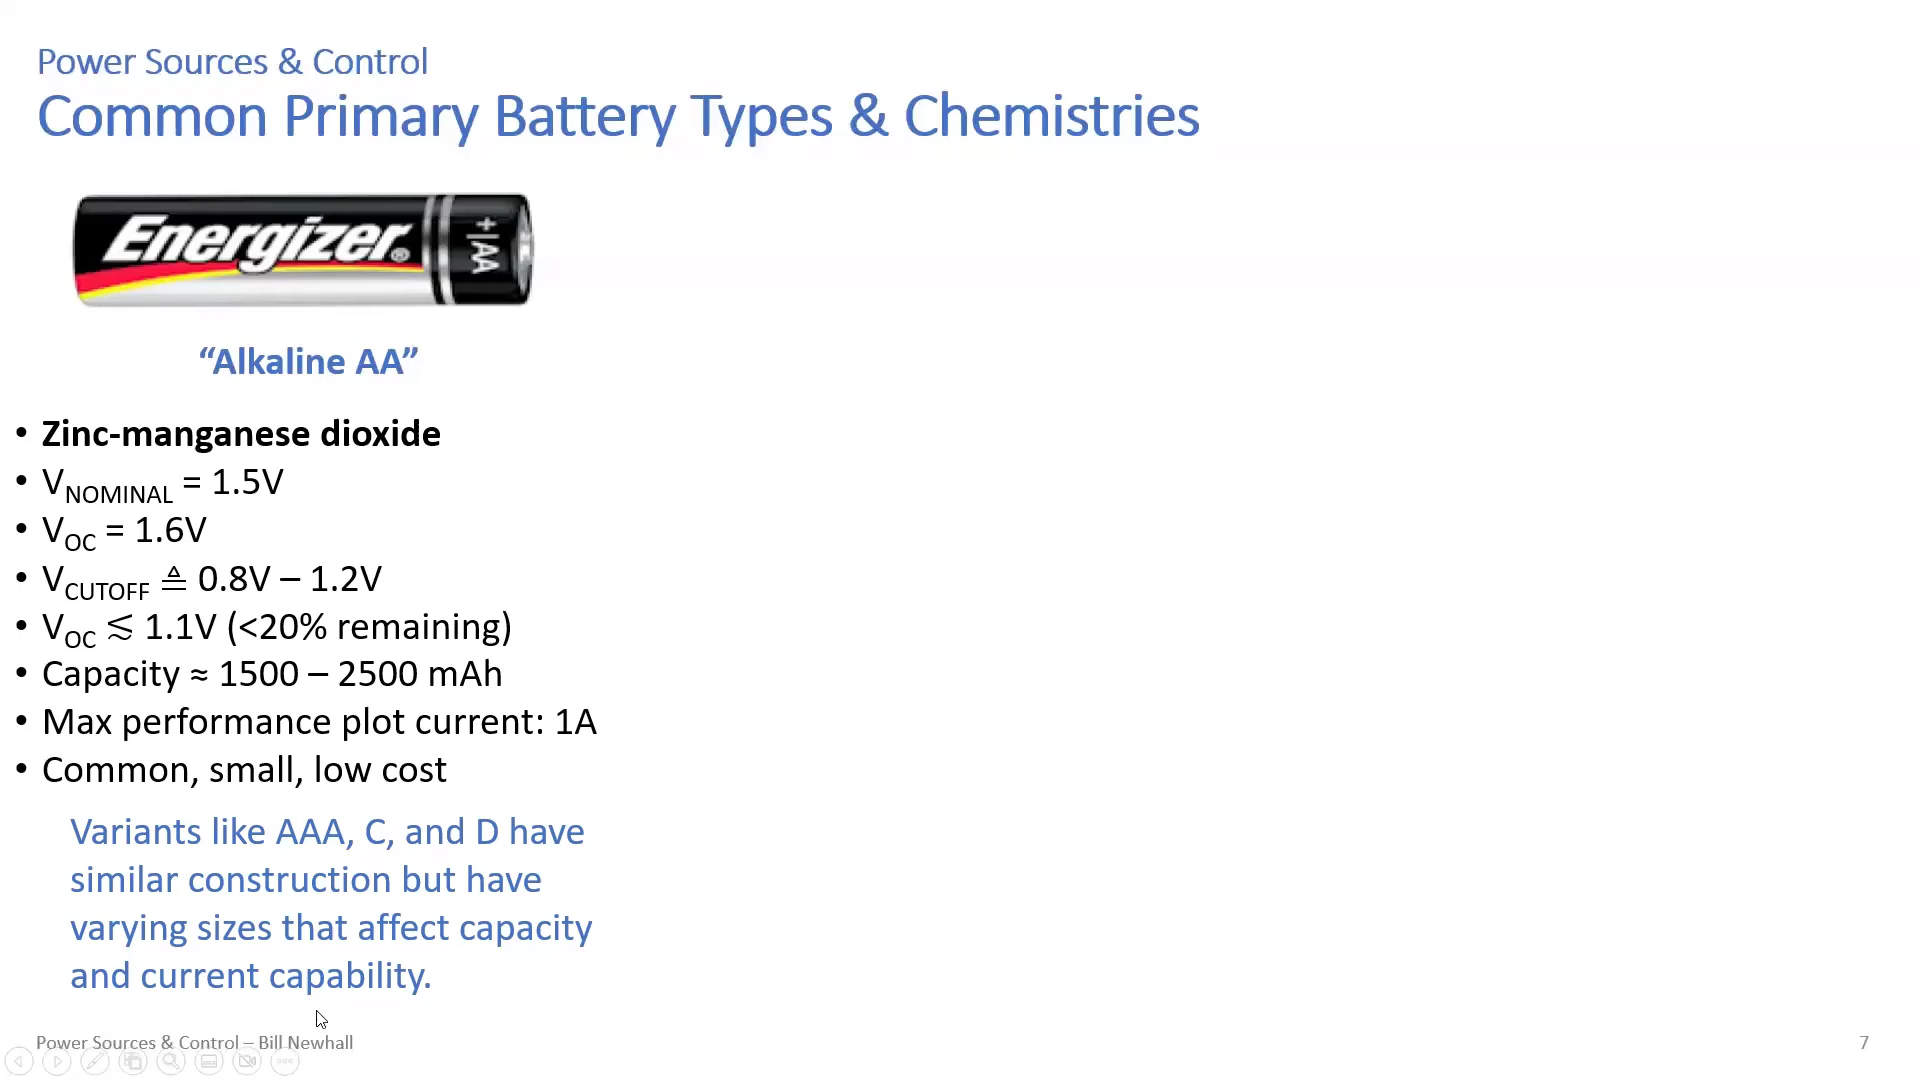 Power Sources & Control
Common Primary Battery Types & Chemistries
Energizer®
+|AA
“Alkaline AA”
• Zinc-manganese dioxide
• VNOMINAL = 1.5V
• VOC = 1.6V
• VCUTOFF ≜ 0.8V – 1.2V
• VOC ≲ 1.1V (<20% remaining)
• Capacity ≈ 1500 – 2500 mAh
• Max performance plot current: 1A
• Common, small, low cost
Variants like AAA, C, and D have
similar construction but have
varying sizes that affect capacity
and current capability.
Power Sources & Control – Bill Newhall
7